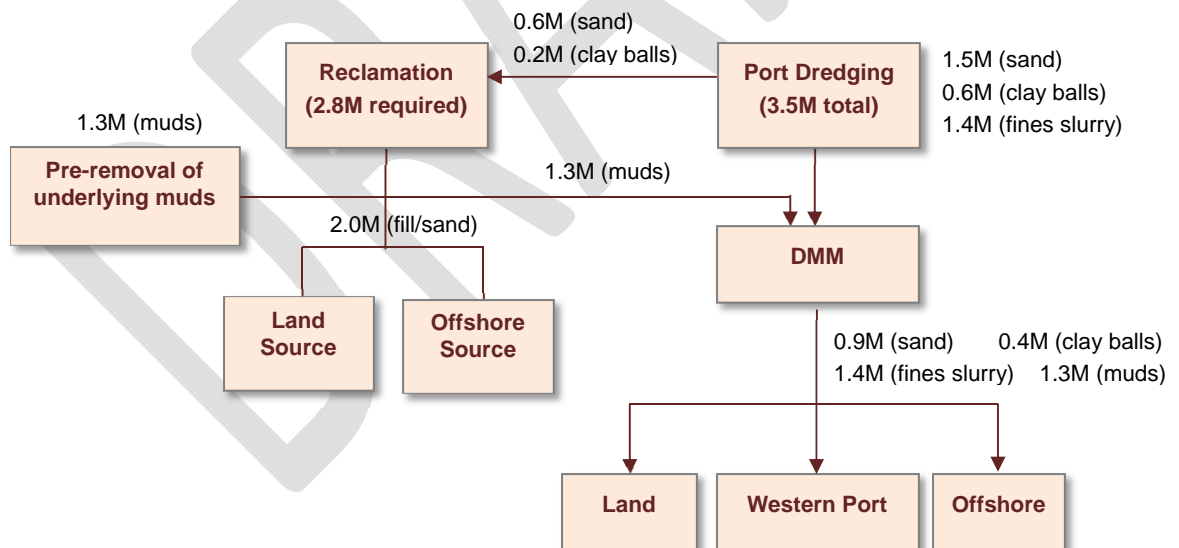 0.6M (sand)
0.2M (clay balls)
Reclamation
(2.8M required)
Port Dredging
(3.5M total)
1.5M (sand)
0.6M (clay balls)
1.4M (fines slurry)
1.3M (muds)
Pre-removal of
underlying muds
1.3M (muds)
2.0M (fill/sand)
DMM
Land
Source
Offshore
Source
0.9M (sand) 0.4M (clay balls)
1.4M (fines slurry) 1.3M (muds)
Land
Western Port
Offshore